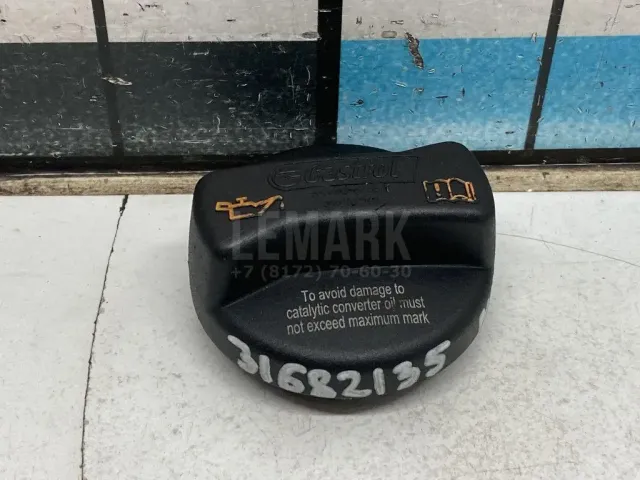 Castrol
LEMARK
+7 (8172) 70-60-30
To avoid damage to
catalytic converter oil must
not exceed maximum mark
31682135